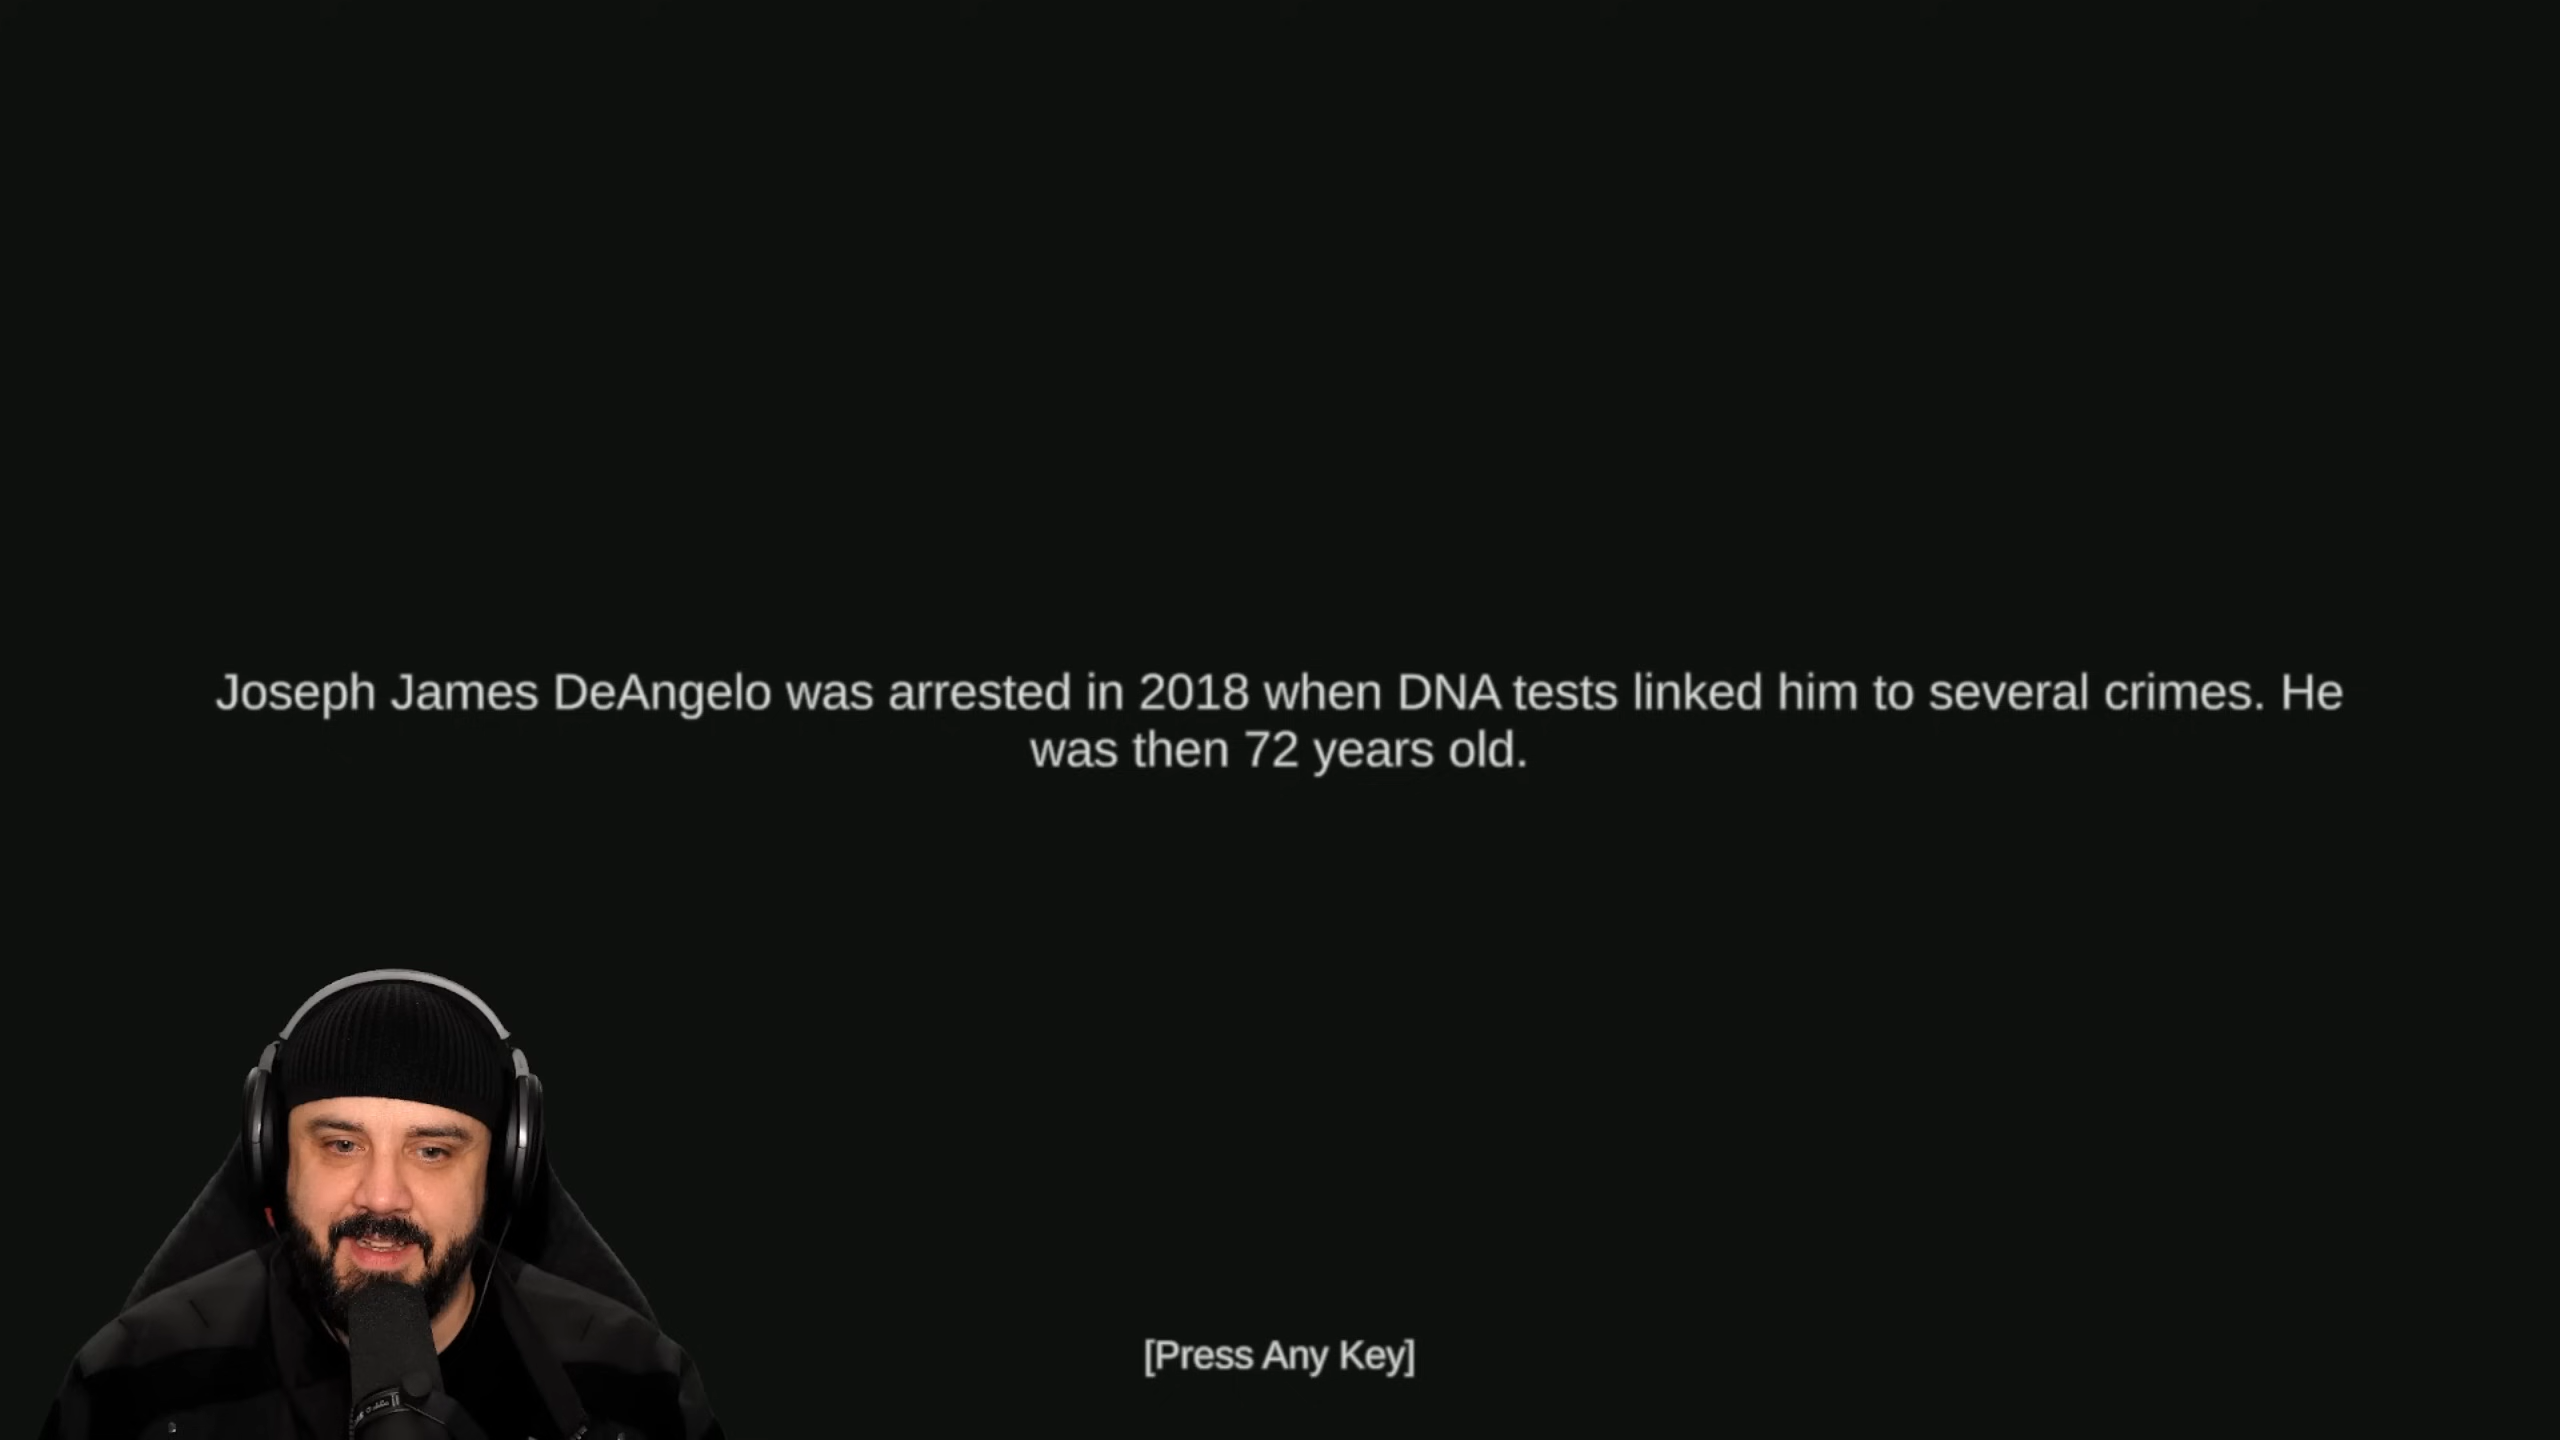 Joseph James DeAngelo was arrested in 2018 when DNA tests linked him to several crimes. He
was then 72 years old.
[Press Any Key]